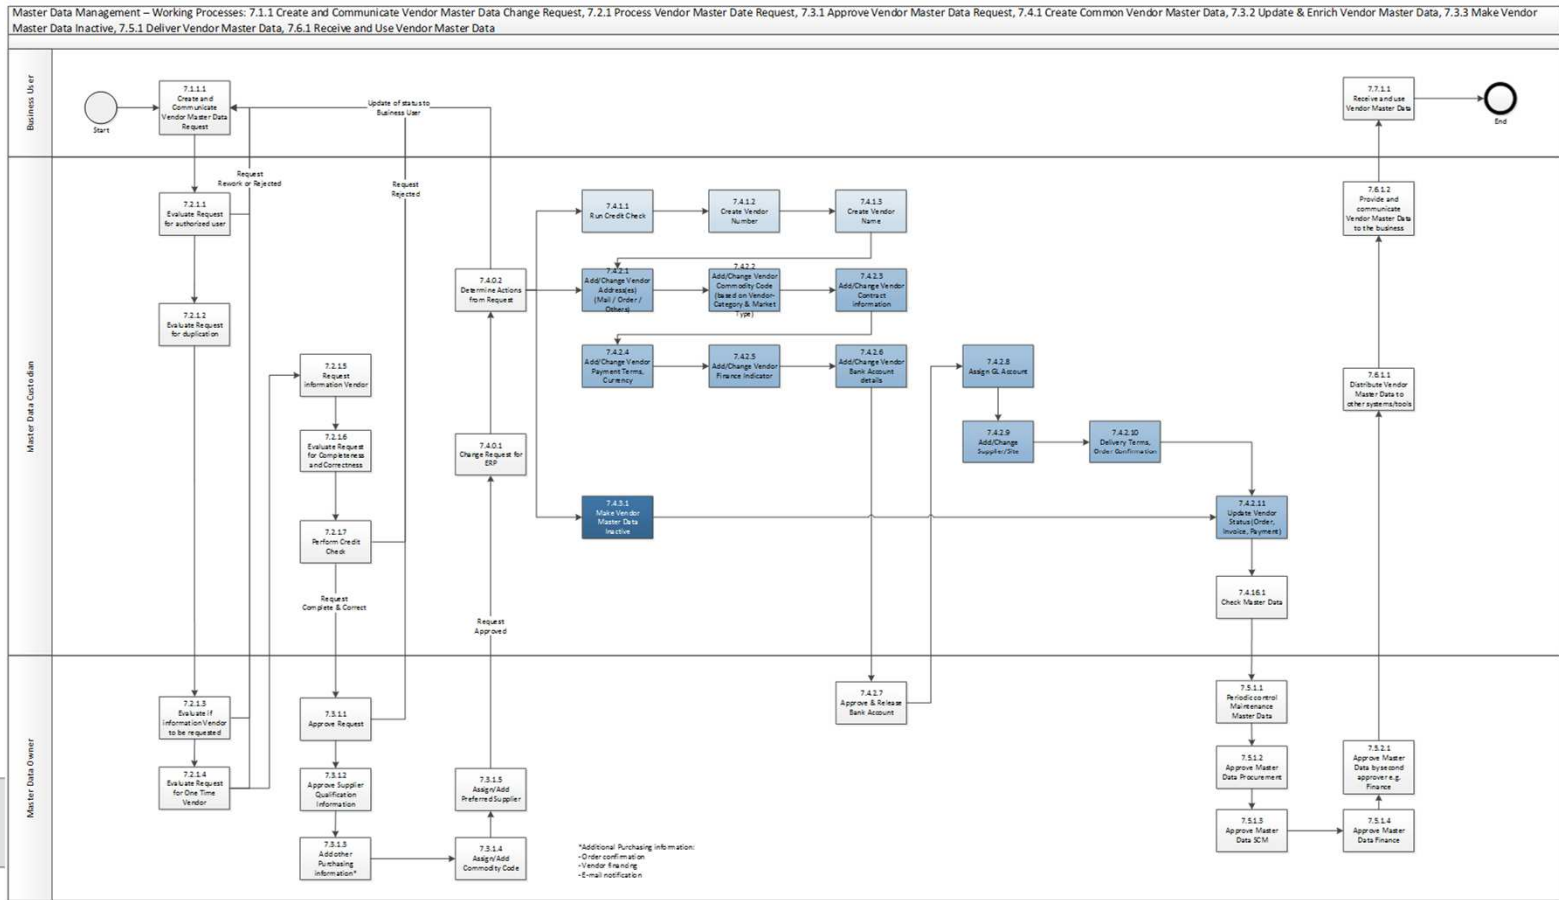 Master Data Management – Working Processes: 7.1.1 Create and Communicate Vendor Master Data Change Request, 7.2.1 Process Vendor Master Date Request, 7.3.1 Approve Vendor Master Data Request, 7.4.1 Create Common Vendor Master Data, 7.3.2 Update & Enrich Vendor Master Data, 7.3.3 Make Vendor
Master Data Inactive, 7.5.1 Deliver Vendor Master Data, 7.6.1 Receive and Use Vendor Master Data
Business User
Start
7.1.1.1
Create and
Communicate
Vendor Master Data
Request
Update of status to
Business User
7.7.1.1
Receive and use
Vendor Master Data
End
Master Data Custodian
Request
Rework or Rejected
Request
Rejected
7.2.1.1
Evaluate Request
for authorized user
7.2.1.2
Evaluate Request
for duplication
7.2.1.5
Request
information Vendor
7.2.1.6
Evaluate Request
for Completeness
and Correctness
7.2.1.7
Perform Credit
Check
Request
Complete & Correct
7.4.0.2
Determine Actions
from Request
7.4.0.1
Change Request for
ERP
Request
Approved
7.4.1.1
Run Credit Check
7.4.1.2
Create Vendor
Number
7.4.1.3
Create Vendor
Name
7.4.2.1
Add/Change Vendor
Address(es)
(Mail / Order /
Others)
7.4.2.2
Add/Change Vendor
Commodity Code
(based on Vendor-
Category & Market
Type)
7.4.2.3
Add/Change Vendor
Contract
information
7.4.2.4
Add/Change Vendor
Payment Terms,
Currency
7.4.2.5
Add/Change Vendor
Finance Indicator
7.4.2.6
Add/Change Vendor
Bank Account
details
7.4.2.8
Assign GL Account
7.4.2.9
Add/Change
Supplier/Site
7.4.2.10
Delivery Terms,
Order Confirmation
7.4.3.1
Make Vendor
Master Data
Inactive
7.4.2.11
Update Vendor
Status (Order,
Invoice, Payment)
7.4.16.1
Check Master Data
7.6.1.2
Provide and
communicate
Vendor Master Data
to the business
7.6.1.1
Distribute Vendor
Master Data to
other systems/tools
Master Data Owner
7.2.1.3
Evaluate if
information Vendor
to be requested
7.2.1.4
Evaluate Request
for One Time
Vendor
7.3.1.1
Approve Request
7.3.1.2
Approve Supplier
Qualification
Information
7.3.1.3
Add other
Purchasing
information*
7.3.1.5
Assign/Add
Preferred Supplier
7.3.1.4
Assign/Add
Commodity Code
*Additional Purchasing information:
- Order confirmation
- Vendor financing
- E-mail notification
7.4.2.7
Approve & Release
Bank Account
7.5.1.1
Periodic control
Maintenance
Master Data
7.5.1.2
Approve Master
Data Procurement
7.5.1.3
Approve Master
Data SCM
7.5.2.1
Approve Master
Data by second
approver e.g.
Finance
7.5.1.4
Approve Master
Data Finance